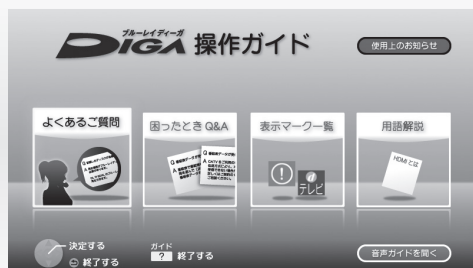 ブルーレイディーガ
DIGA 操作ガイド
使用上のお知らせ
よくあるご質問
困ったときQ&A
表示マーク一覧
用語解説
テレビ
HDMI とは
決定する
終了する
ガイド
? 終了する
音声ガイドを聞く